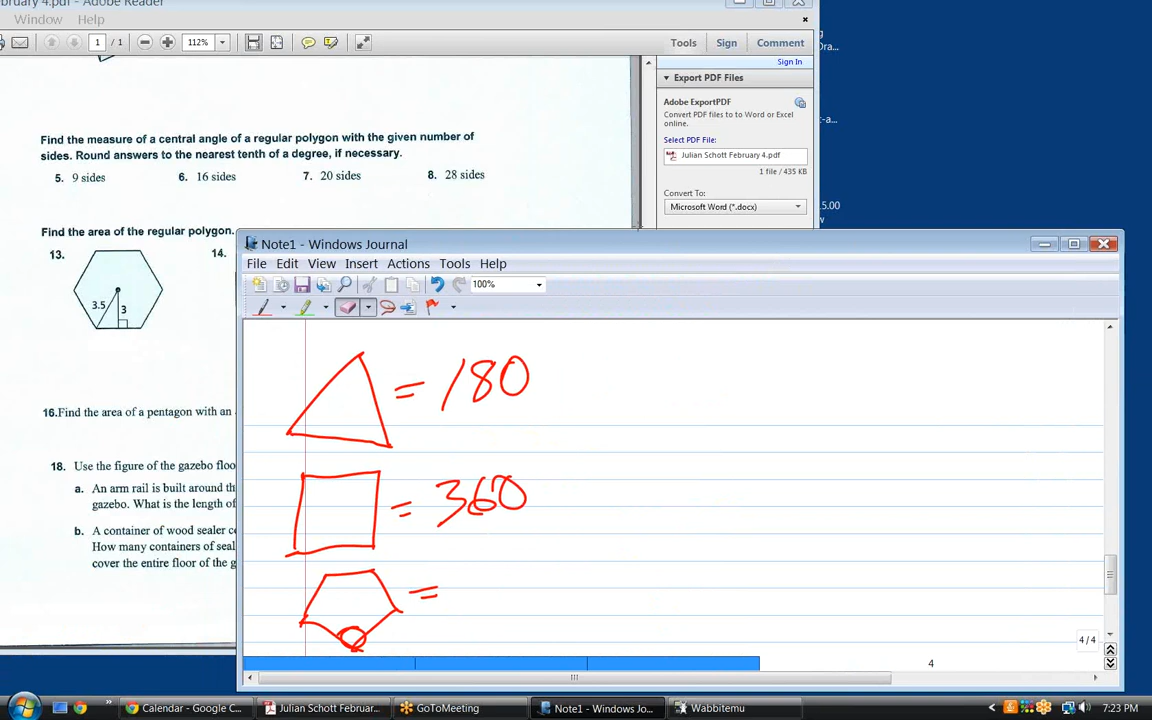 bruary 4.pdf - Adobe Reader
Window Help
1 / 1 112% Tools Sign Comment
Sign In
Export PDF Files
Adobe ExportPDF
Convert PDF files to to Word or Excel
online.
Select PDF File:
Julian Schott February 4.pdf
1 file / 435 KB
Convert To:
Microsoft Word (*.docx)
Find the measure of a central angle of a regular polygon with the given number of
sides. Round answers to the nearest tenth of a degree, if necessary.
5. 9 sides 6. 16 sides 7. 20 sides 8. 28 sides
Find the area of the regular polygon.
13. 14.
3.5 3
16.Find the area of a pentagon with an
18. Use the figure of the gazebo floo
a. An arm rail is built around th
gazebo. What is the length of
b. A container of wood sealer c
How many containers of seal
cover the entire floor of the g
Dra...
t-a...
15.00
w
Note1 - Windows Journal
File Edit View Insert Actions Tools Help
100%
= 180
= 360
=
4 / 4
4
Calendar - Google C... Julian Schott Februar... GoToMeeting Note1 - Windows Jo... Wabbitemu 7:23 PM